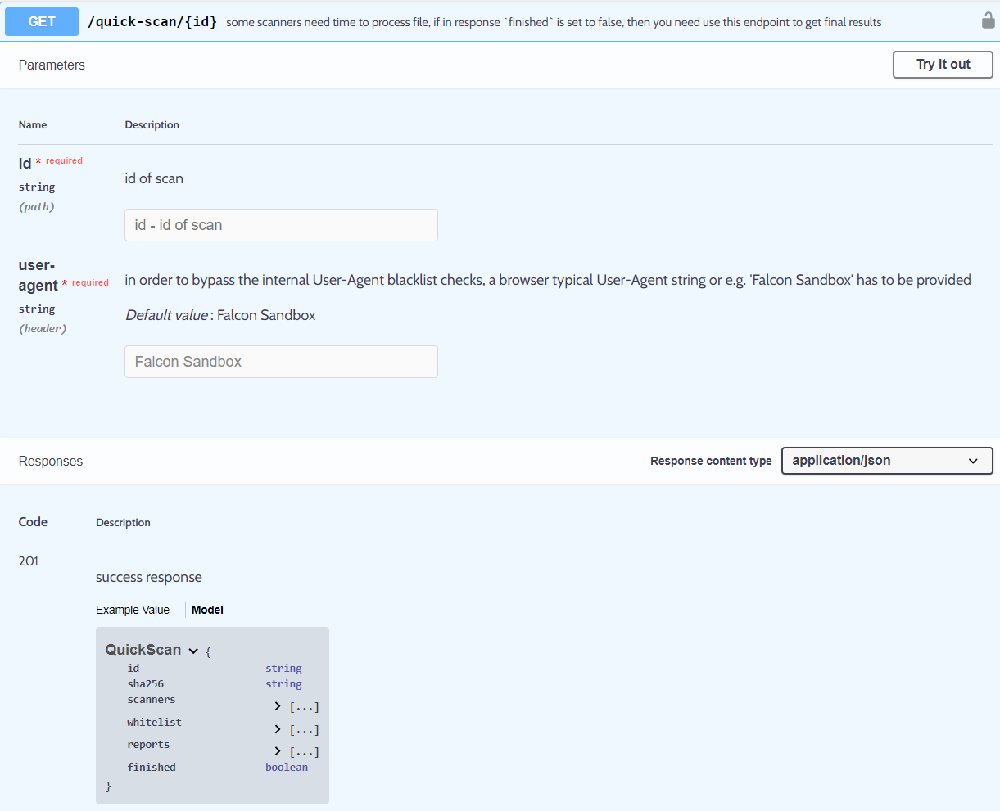 GET /quick-scan/{id} some scanners need time to process file, if in response `finished` is set to false, then you need use this endpoint to get final results
Parameters Try it out
Name Description
id * required
string
(path)
id of scan
id - id of scan
user-
agent * required
string
(header)
in order to bypass the internal User-Agent blacklist checks, a browser typical User-Agent string or e.g. 'Falcon Sandbox' has to be provided
Default value : Falcon Sandbox
Falcon Sandbox
Responses Response content type application/json
Code Description
201
success response
Example Value Model
QuickScan {
id string
sha256 string
scanners [...]
whitelist [...]
reports [...]
finished boolean
}